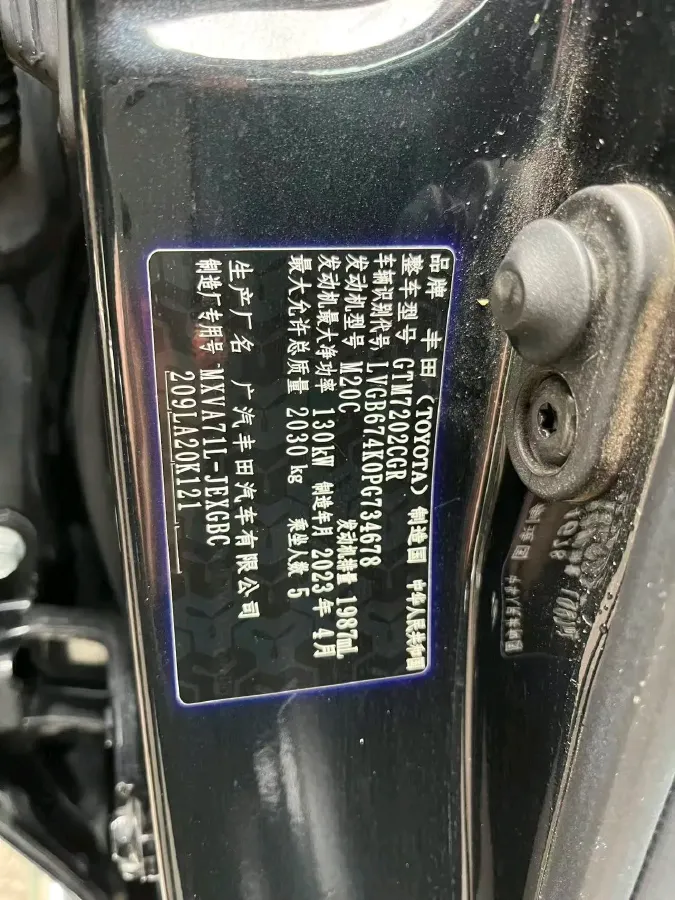 品牌 丰田（TOYOTA） 制造国 中华人民共和国
整车型号 GTM7202CGR
车辆识别代号 LVGB674K0PG734678
发动机型号 M20C 发动机排量 1987mL
发动机最大净功率 130kW 制造年月 2023年4月
最大允许总质量 2030kg 乘坐人数 5
生产厂名 广汽丰田汽车有限公司
制造厂专用号 MXVA71L-JEXGBC
209LA20K121